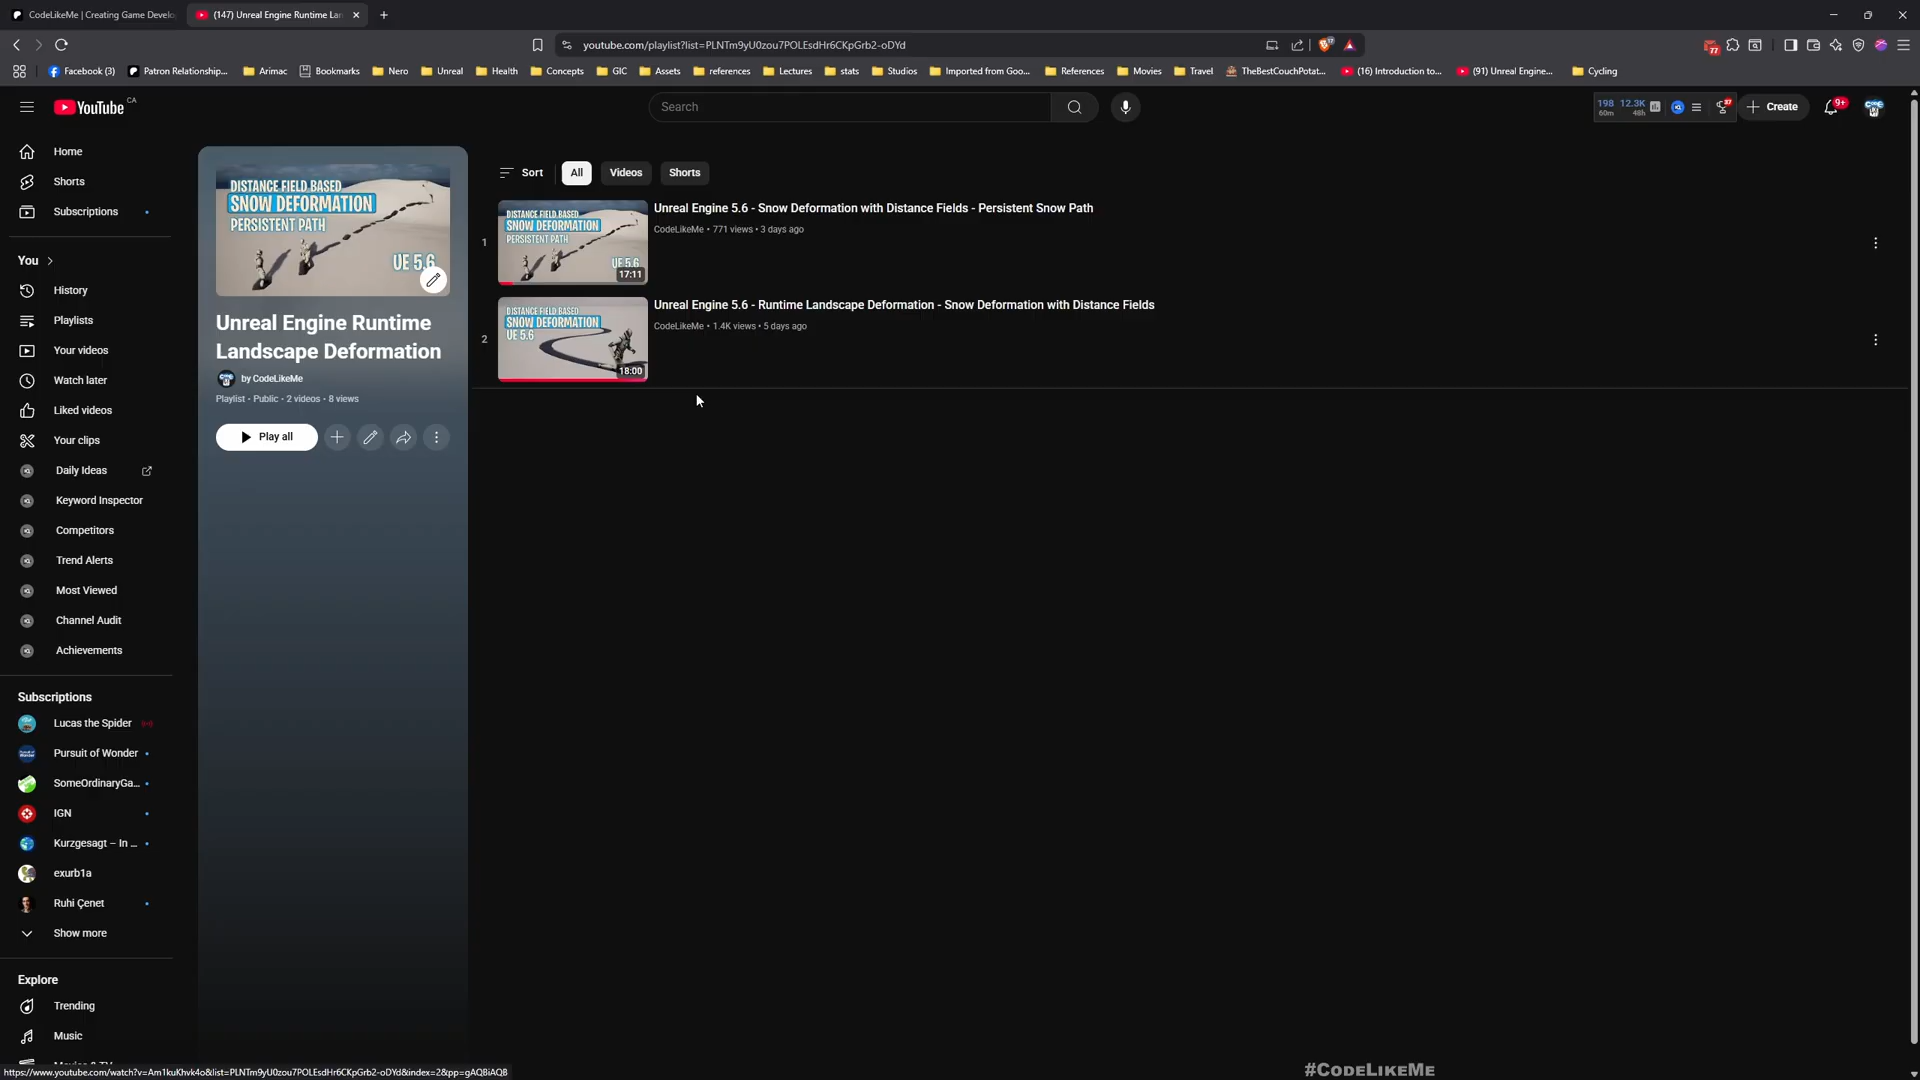 CodeLikeMe | Creating Game Develo
(147) Unreal Engine Runtime La
youtube.com/playlist?list=PLNTm9yU0zou7POLEsdHr6CKpGrb2-oDYd
17
77
Facebook (3)
Patron Relationship...
Arimac
Bookmarks
Nero
Unreal
Health
Concepts
GIC
Assets
references
Lectures
stats
Studios
Imported from Goo...
References
Movies
Travel
TheBestCouchPotat...
(16) Introduction to...
(91) Unreal Engine...
Cycling
YouTube CA
Search
198 12.3K
60m 48h
Create
9+
Home
Shorts
Subscriptions
You
History
Playlists
Your videos
Watch later
Liked videos
Your clips
Daily Ideas
Keyword Inspector
Competitors
Trend Alerts
Most Viewed
Channel Audit
Achievements
Subscriptions
Lucas the Spider
Pursuit of Wonder
SomeOrdinaryGa...
IGN
Kurzgesagt – In ...
exurb1a
Ruhi Çenet
Show more
Explore
Trending
Music
DISTANCE FIELD BASED
SNOW DEFORMATION
PERSISTENT PATH
UE 5.6
Unreal Engine Runtime
Landscape Deformation
by CodeLikeMe
Playlist • Public • 2 videos • 8 views
Play all
Sort
All
Videos
Shorts
1
DISTANCE FIELD BASED
SNOW DEFORMATION
PERSISTENT PATH
UE 5.6
17:11
Unreal Engine 5.6 - Snow Deformation with Distance Fields - Persistent Snow Path
CodeLikeMe • 771 views • 3 days ago
2
DISTANCE FIELD BASED
SNOW DEFORMATION
UE 5.6
18:00
Unreal Engine 5.6 - Runtime Landscape Deformation - Snow Deformation with Distance Fields
CodeLikeMe • 1.4K views • 5 days ago
https://www.youtube.com/watch?v=Am1kuKhvk4o&list=PLNTm9yU0zou7POLEsdHr6CKpGrb2-oDYd&index=2&pp=gAQBiAQB
#CodeLikeMe